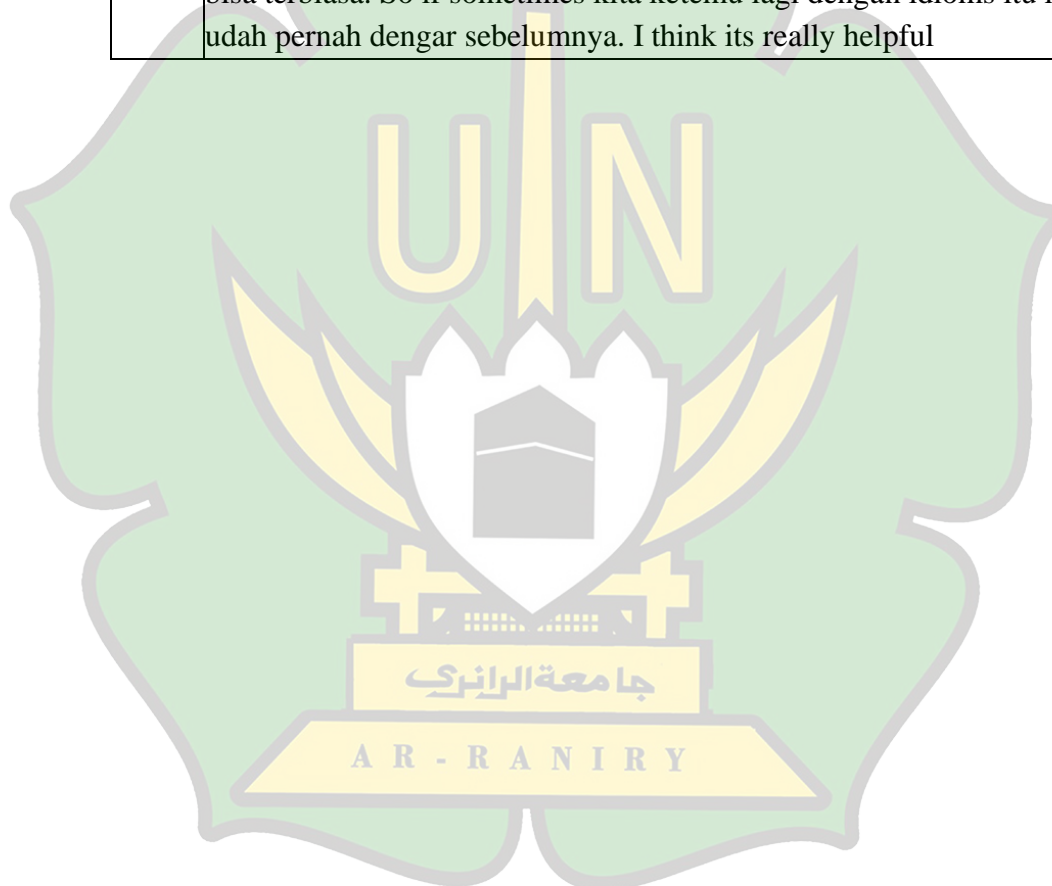 bisa terbiasa. So if sometimes kita ketemu lagi dengan idioms itu
udah pernah dengar sebelumnya. I think its really helpful
UIN
جامعة الرانري
AR-RANIRY